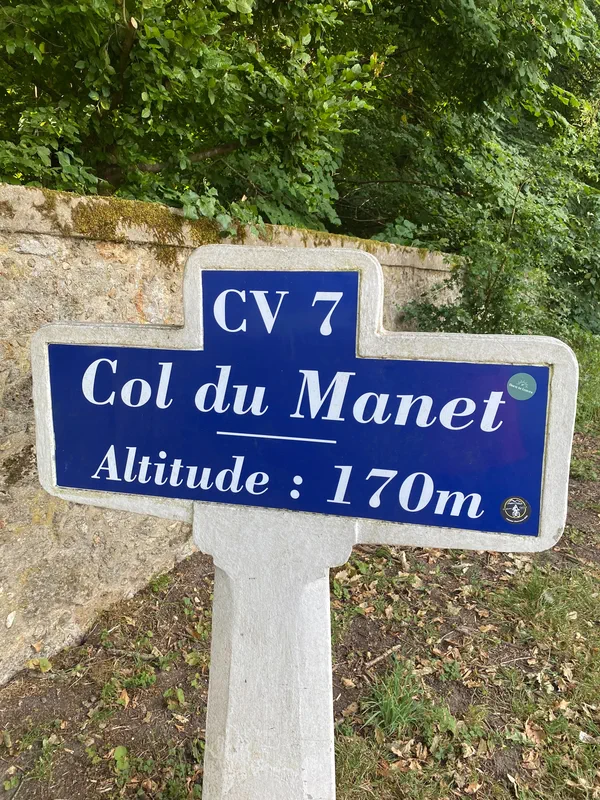 CV 7
Col du Manet
Altitude : 170m